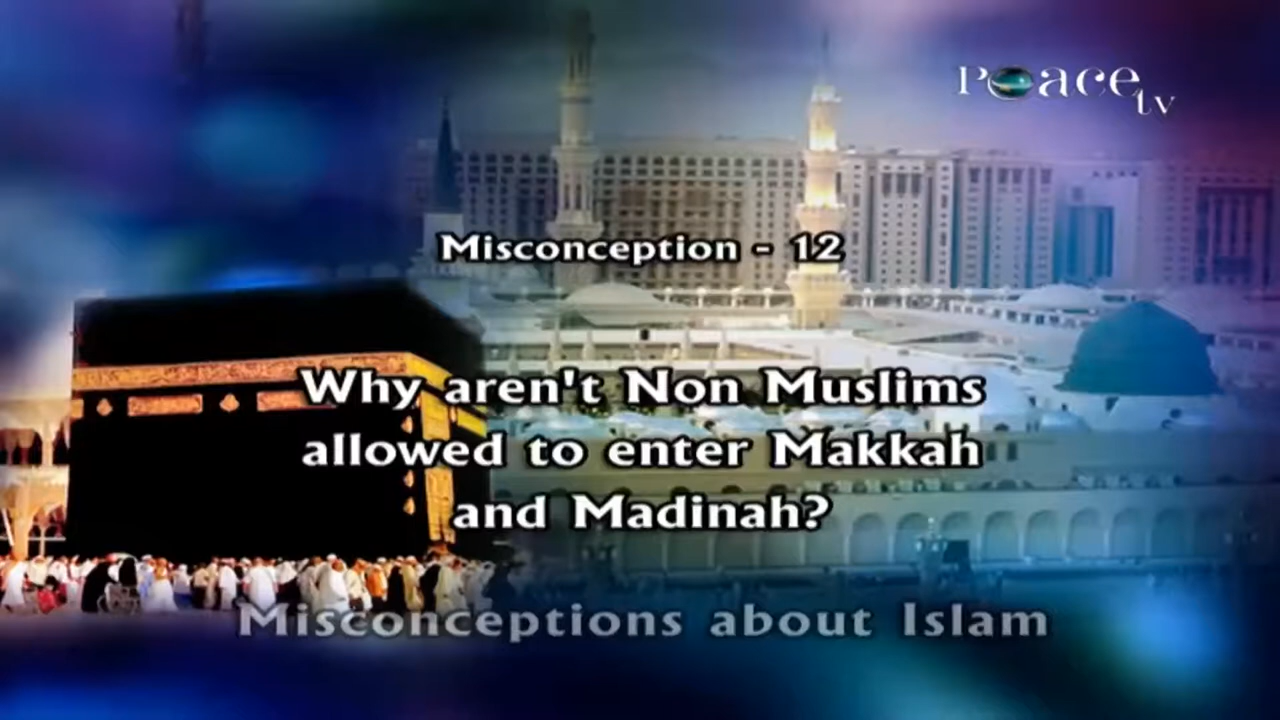 Peace tv
Misconception - 12
Why aren't Non Muslims
allowed to enter Makkah
and Madinah?
Misconceptions about Islam